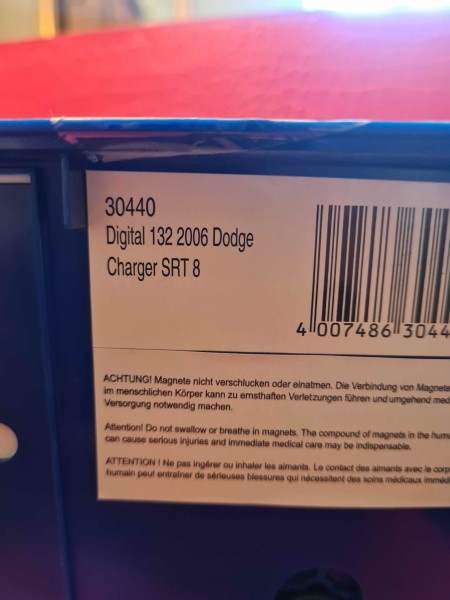 30440
Digital 132 2006 Dodge
Charger SRT 8
4 007486 3044
ACHTUNG! Magnete nicht verschlucken oder einatmen. Die Verbindung von Magnete
im menschlichen Körper kann zu ernsthaften Verletzungen führen und umgehend med
Versorgung notwendig machen.
Attention! Do not swallow or breathe in magnets. The compound of magnets in the huma
can cause serious injuries and immediate medical care may be indispensable.
ATTENTION ! Ne pas ingérer ou inhaler les aimants. Le contact des aimants avec le corp
humain peut entraîner de sérieuses blessures qui nécessitent des soins médicaux imméd